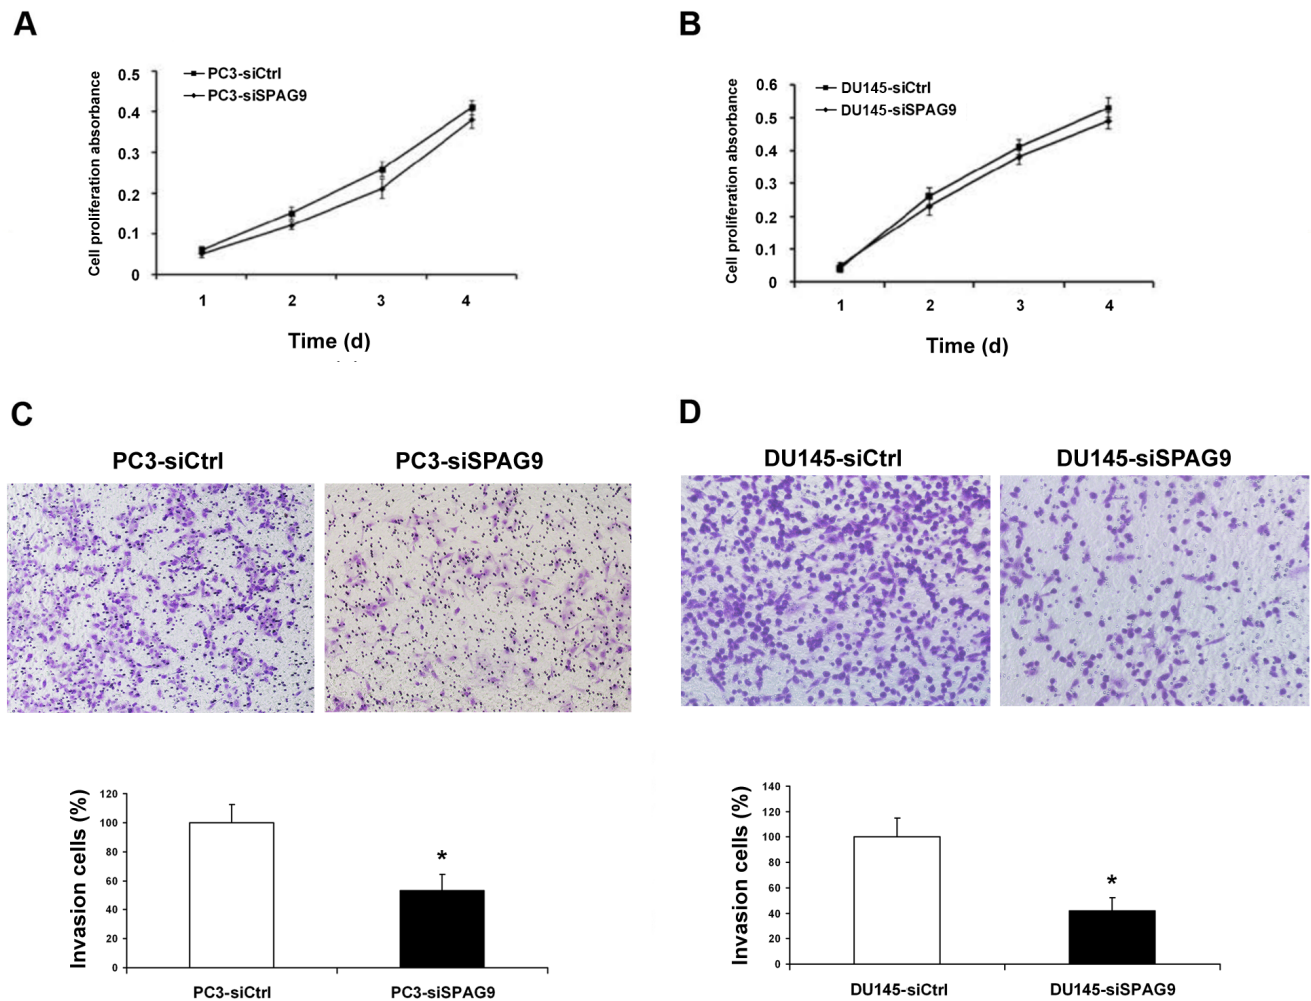 A
Cell proliferation absorbance
0.5
0.4
0.3
0.2
0.1
0
PC3-siCtrl
PC3-siSPAG9
1 2 3 4
Time (d)
B
Cell proliferation absorbance
0.6
0.5
0.4
0.3
0.2
0.1
0
DU145-siCtrl
DU145-siSPAG9
1 2 3 4
Time (d)
C
PC3-siCtrl PC3-siSPAG9
Invasion cells (%)
120
100
80
60
40
20
0
*
PC3-siCtrl PC3-siSPAG9
D
DU145-siCtrl DU145-siSPAG9
Invasion cells (%)
140
120
100
80
60
40
20
0
*
DU145-siCtrl DU145-siSPAG9